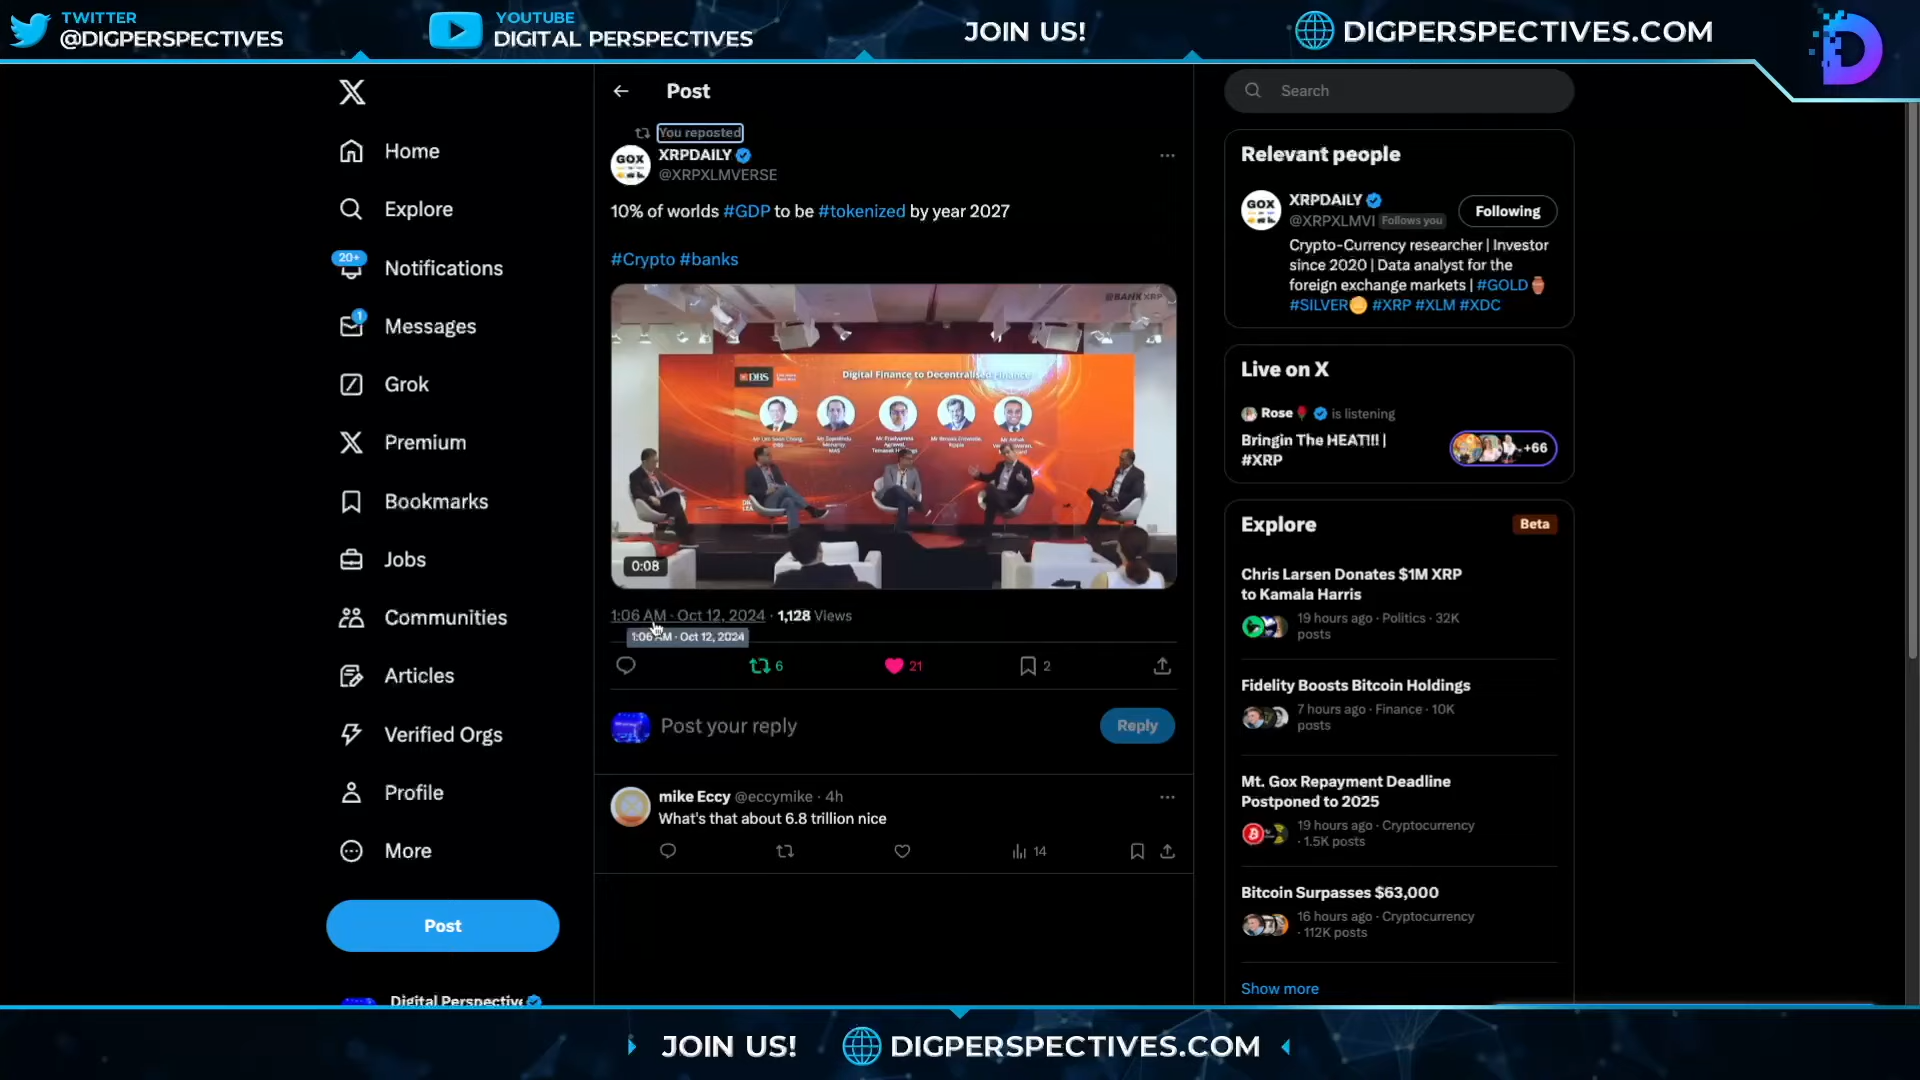 TWITTER
@DIGPERSPECTIVES
YOUTUBE
DIGITAL PERSPECTIVES
JOIN US!
DIGPERSPECTIVES.COM
Home
Explore
20+
Notifications
1
Messages
Grok
Premium
Bookmarks
Jobs
Communities
Articles
Verified Orgs
Profile
More
Post
Digital Perspective
Post
You reposted
GOX
XRPDAILY
@XRPXLMVERSE
10% of worlds #GDP to be #tokenized by year 2027
#Crypto #banks
@BANKXRP
DBS
Digital Finance to Decentralised Finance
0:08
1:06 AM · Oct 12, 2024 · 1,128 Views
1:06 AM · Oct 12, 2024
6
21
2
Post your reply
Reply
mike Eccy @eccymike · 4h
What's that about 6.8 trillion nice
14
Search
Relevant people
GOX
XRPDAILY
@XRPXLMVI Follows you
Following
Crypto-Currency researcher | Investor
since 2020 | Data analyst for the
foreign exchange markets | #GOLD
#SILVER #XRP #XLM #XDC
Live on X
Rose is listening
Bringin The HEAT!!! |
#XRP
+66
Explore
Beta
Chris Larsen Donates $1M XRP
to Kamala Harris
19 hours ago · Politics · 32K
posts
Fidelity Boosts Bitcoin Holdings
7 hours ago · Finance · 10K
posts
Mt. Gox Repayment Deadline
Postponed to 2025
19 hours ago · Cryptocurrency
· 1.5K posts
Bitcoin Surpasses $63,000
16 hours ago · Cryptocurrency
· 112K posts
Show more
JOIN US!
DIGPERSPECTIVES.COM